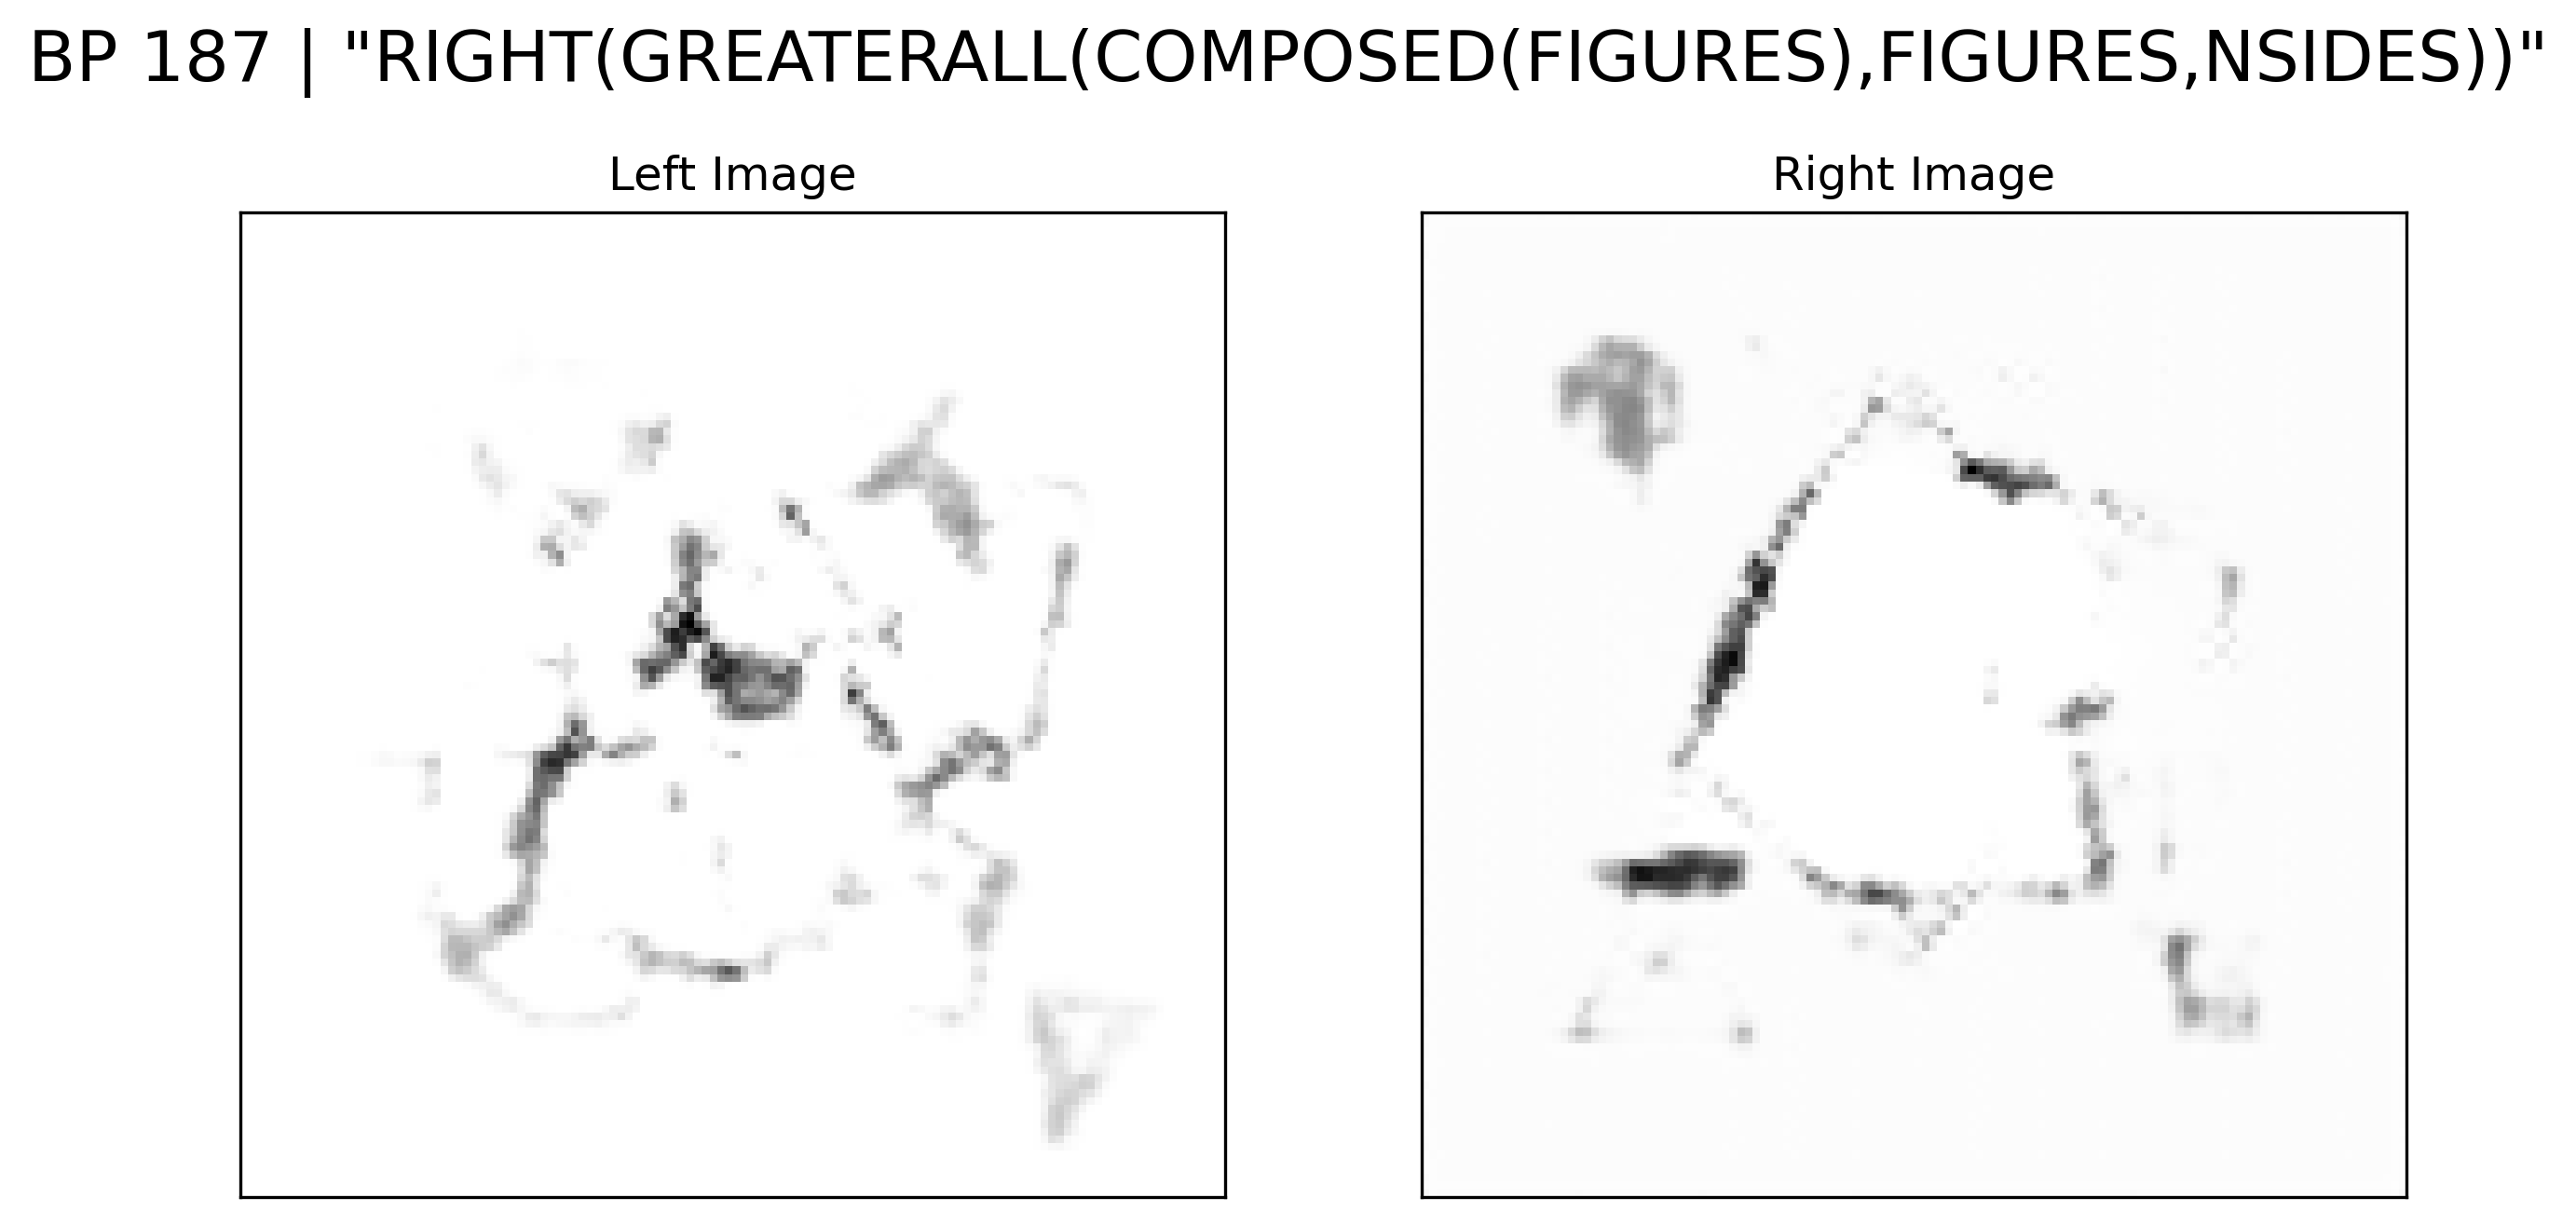 BP 187 | "RIGHT(GREATERALL(COMPOSED(FIGURES),FIGURES,NSIDES))"
Left Image
Right Image